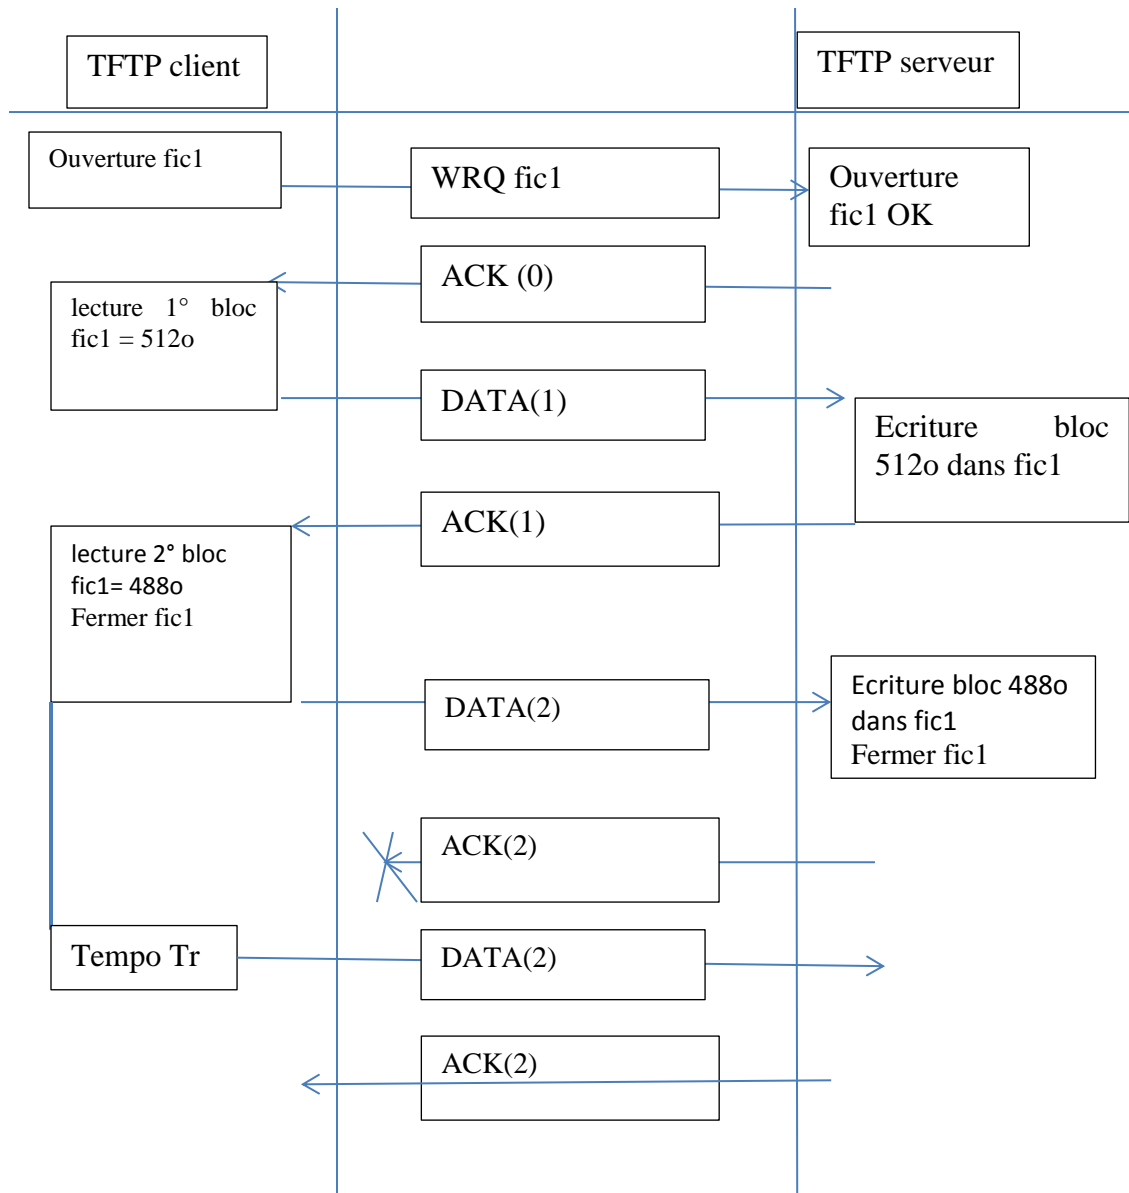 TFTP client
TFTP serveur
Ouverture fic1
WRQ fic1
Ouverture
fic1 OK
ACK (0)
lecture 1° bloc
fic1 = 512o
DATA(1)
Ecriture bloc
512o dans fic1
ACK(1)
lecture 2° bloc
fic1= 488o
Fermer fic1
DATA(2)
Ecriture bloc 488o
dans fic1
Fermer fic1
ACK(2)
Tempo Tr
DATA(2)
ACK(2)